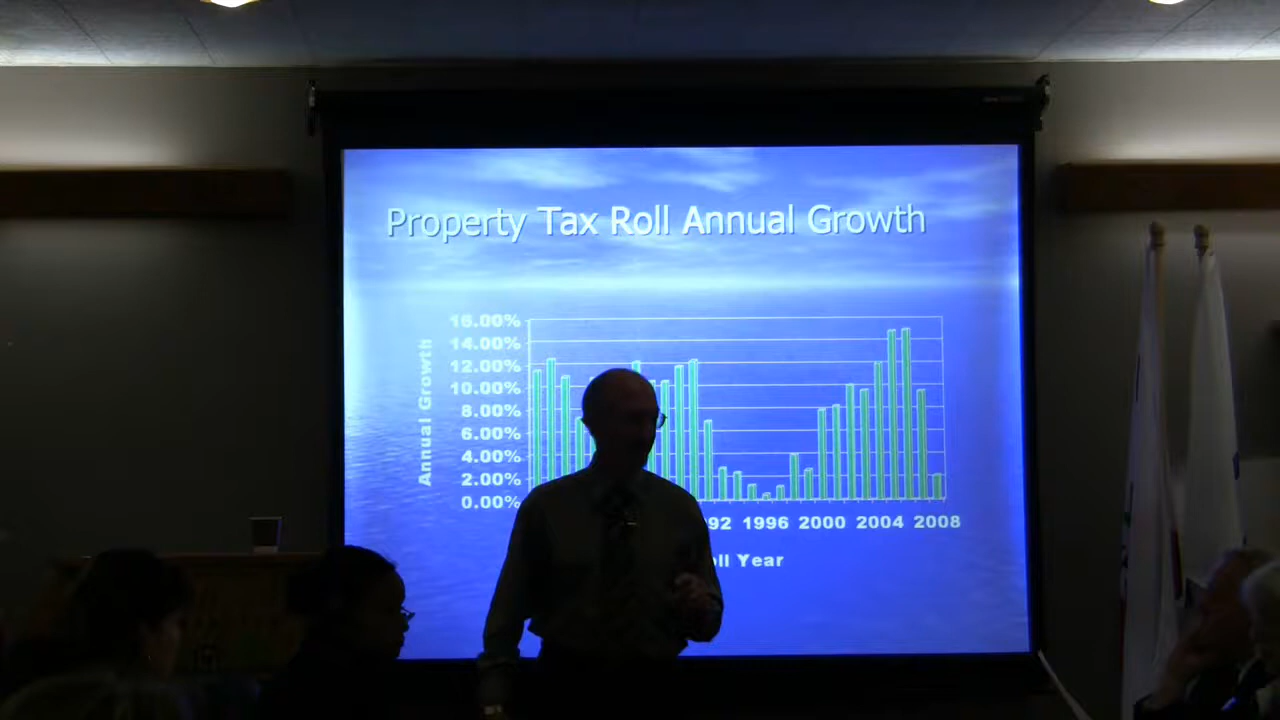 Property Tax Roll Annual Growth
16.00%
14.00%
12.00%
10.00%
8.00%
6.00%
4.00%
2.00%
0.00%
Annual Growth
92 1996 2000 2004 2008
ll Year